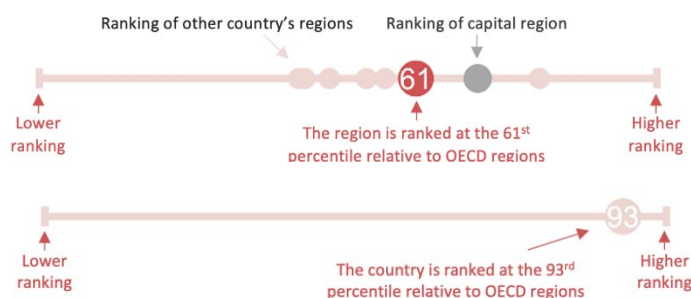 Ranking of other country's regions
Ranking of capital region
61
Lower
ranking
The region is ranked at the 61st
percentile relative to OECD regions
Higher
ranking
93
Lower
ranking
The country is ranked at the 93rd
percentile relative to OECD regions
Higher
ranking